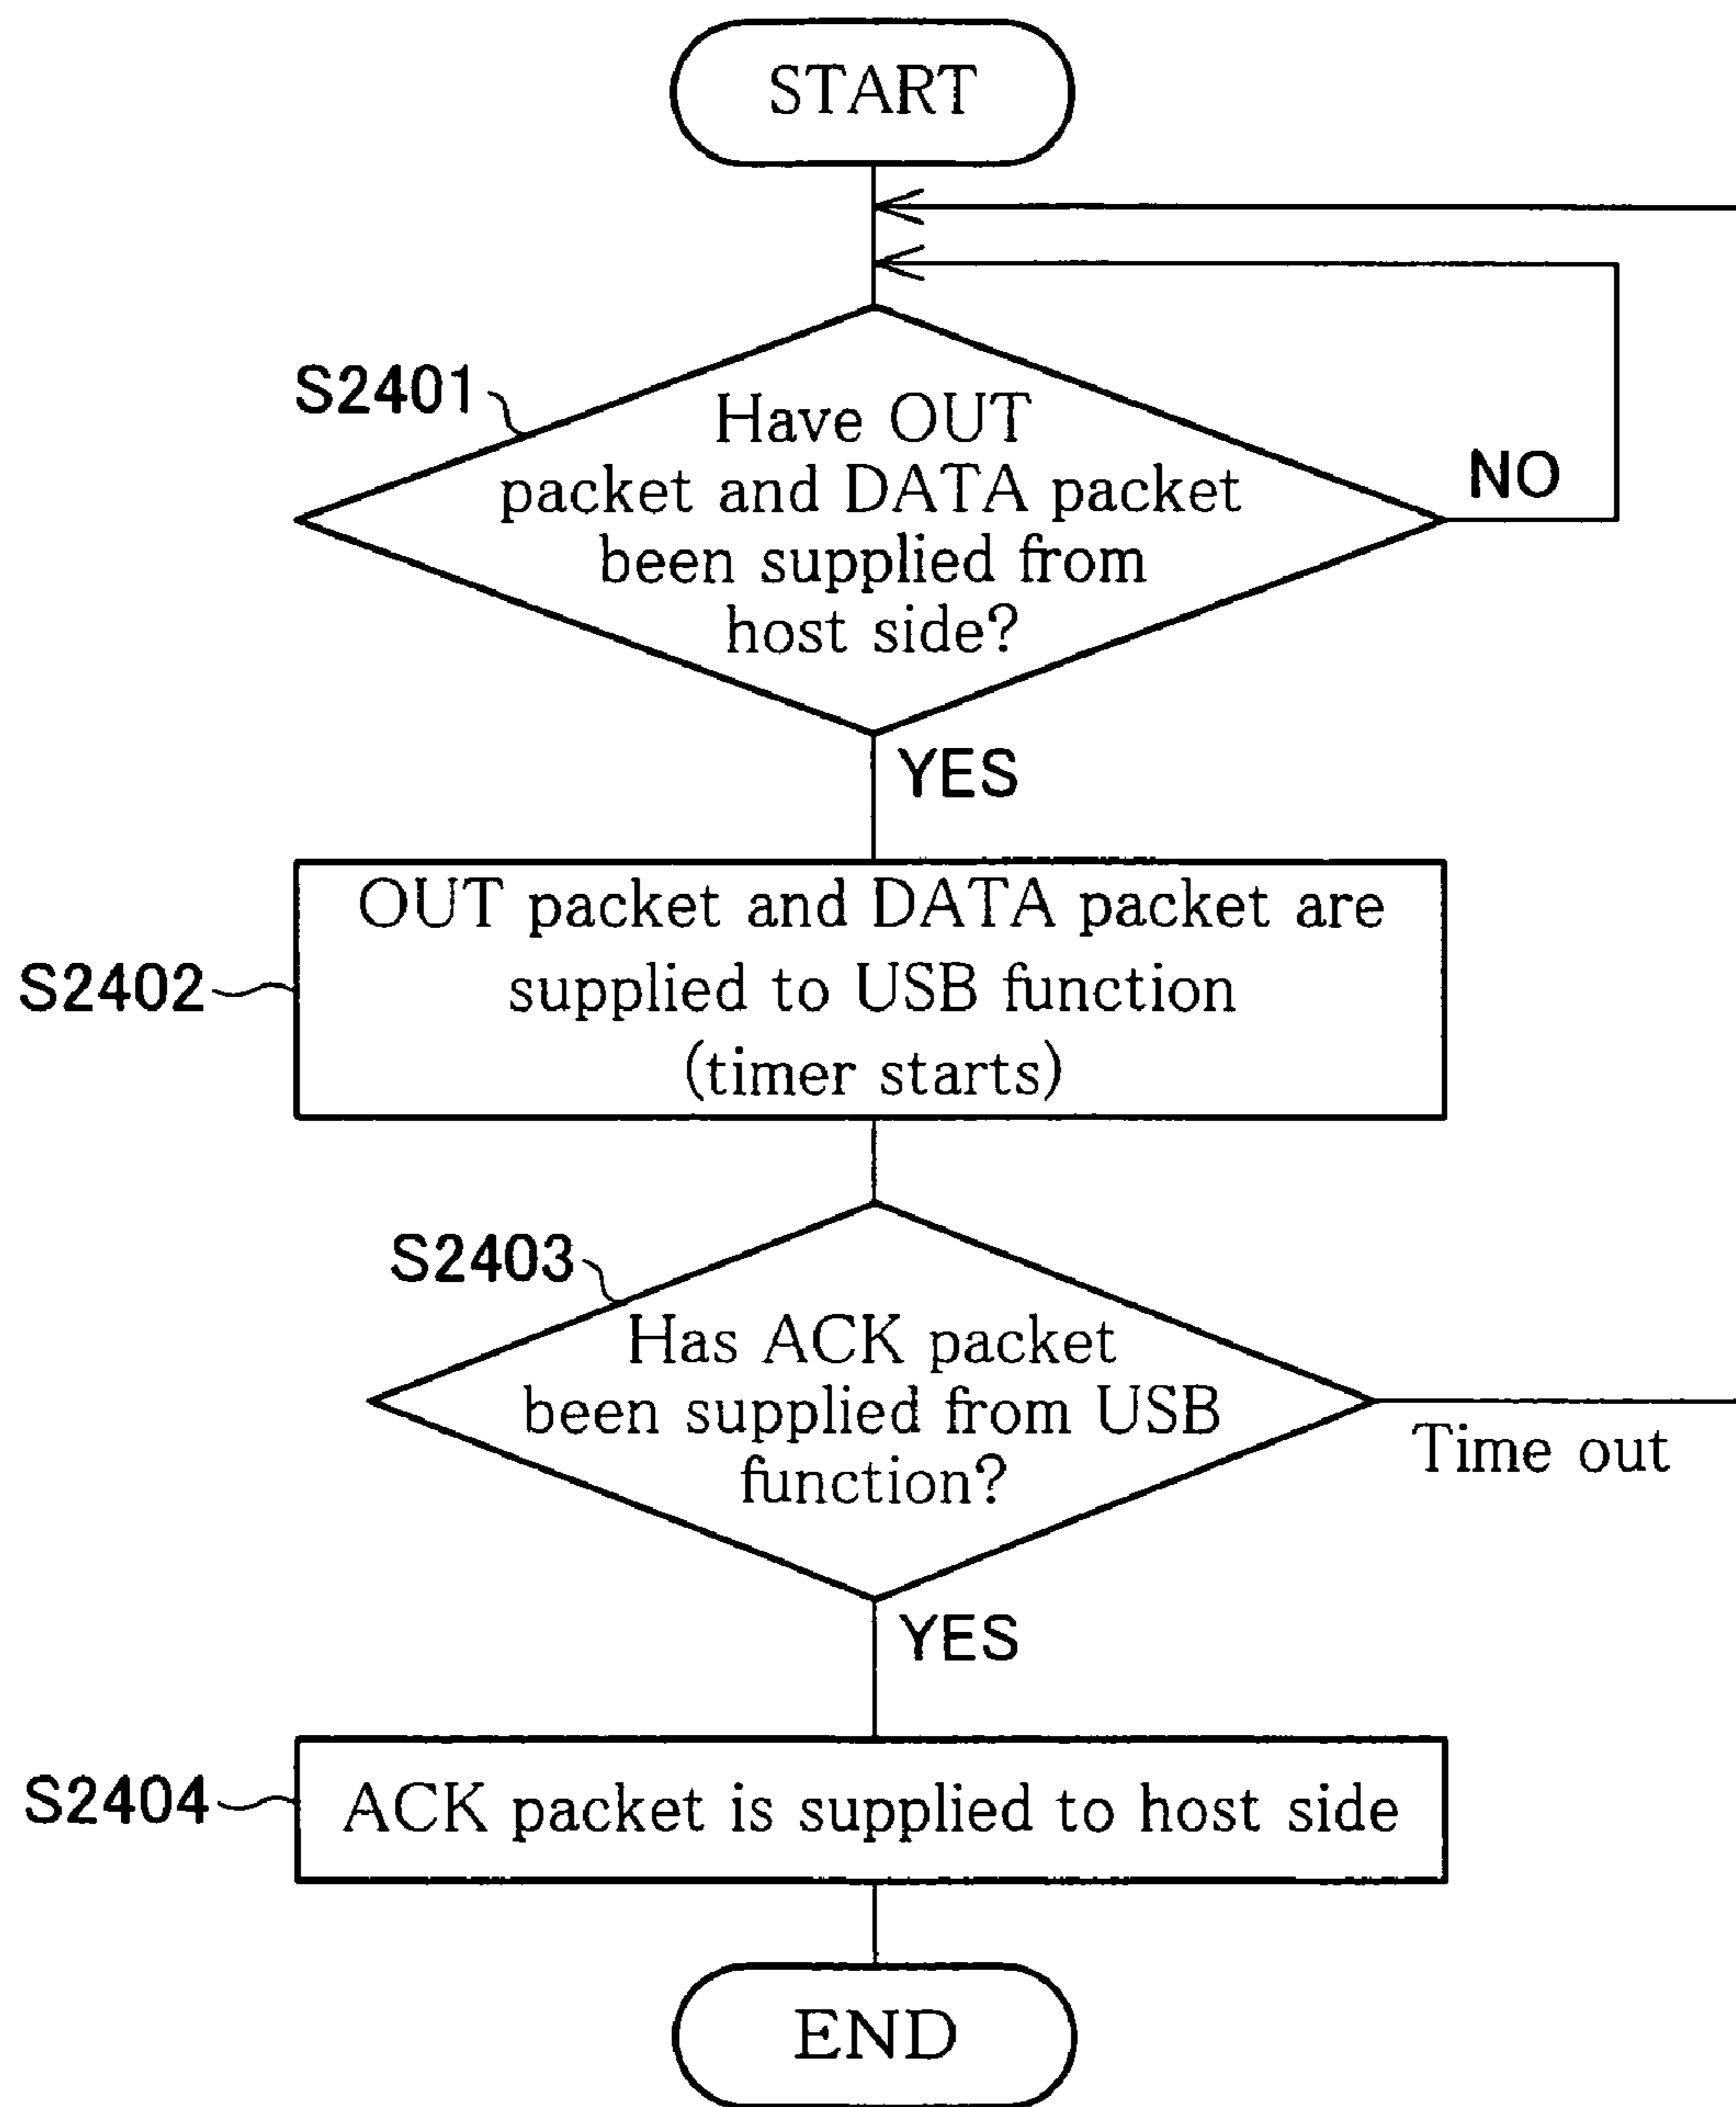 START
S2401
Have OUT
packet and DATA packet
been supplied from
host side?
NO
YES
S2402
OUT packet and DATA packet are
supplied to USB function
(timer starts)
S2403
Has ACK packet
been supplied from USB
function?
Time out
YES
S2404
ACK packet is supplied to host side
END